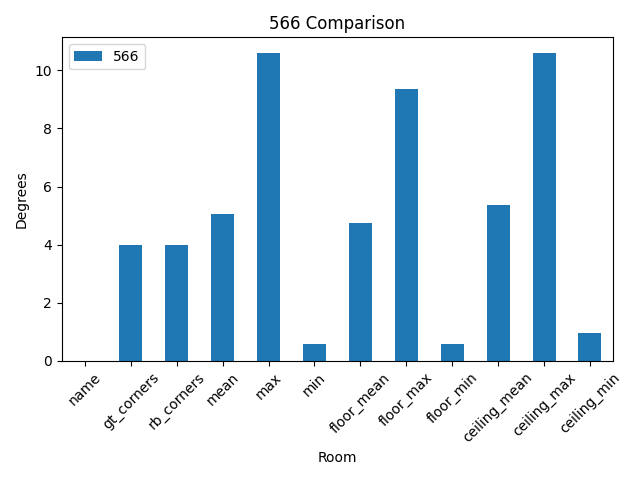 566 Comparison
566
Degrees
10
8
6
4
2
0
name
gt_corners
rb_corners
mean
max
min
floor_mean
floor_max
floor_min
ceiling_mean
ceiling_max
ceiling_min
Room